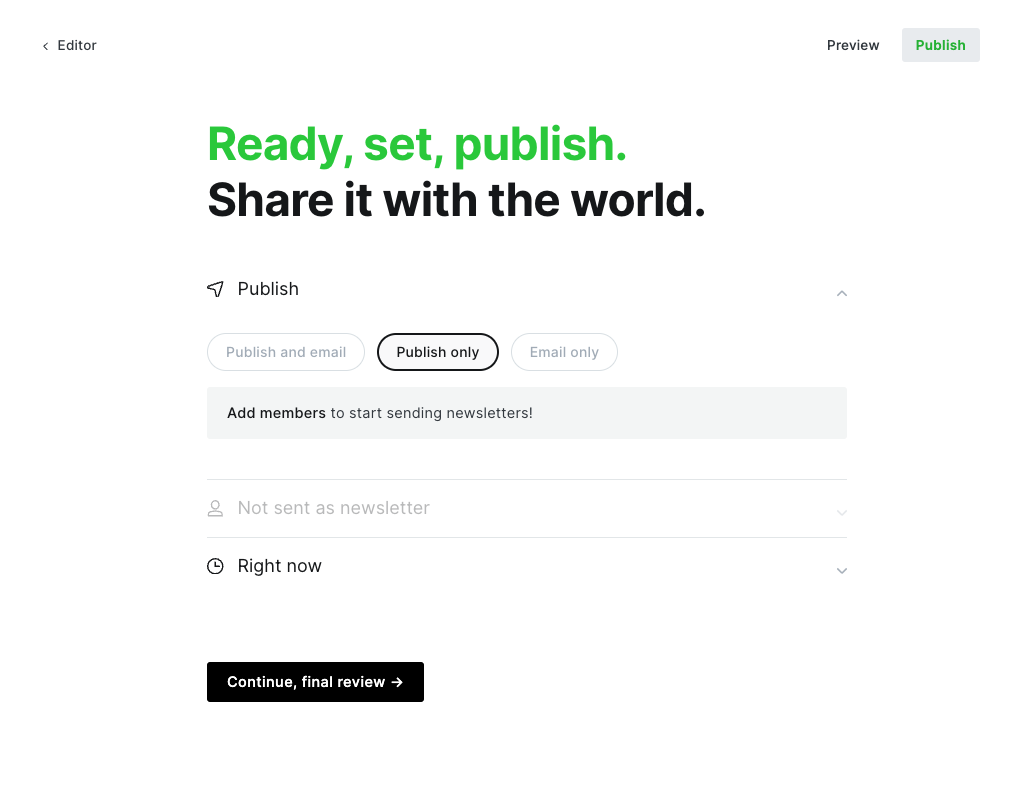 Editor
Preview
Publish
Ready, set, publish.
Share it with the world.
Publish
Publish and email
Publish only
Email only
Add members to start sending newsletters!
Not sent as newsletter
Right now
Continue, final review →